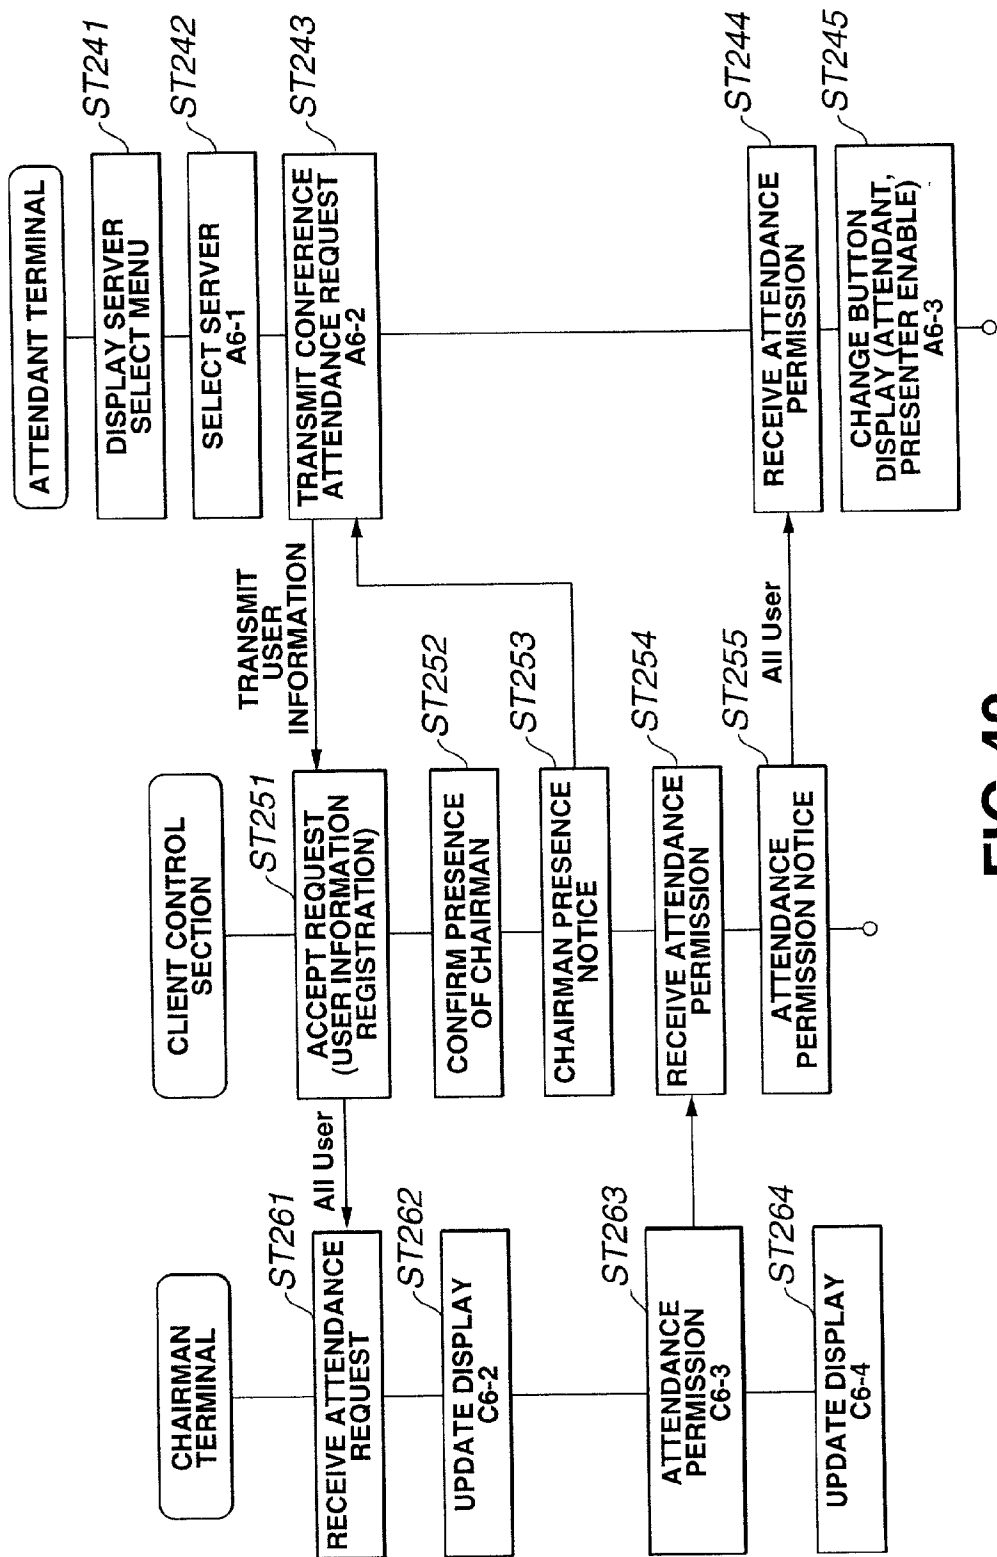 ATTENDANT TERMINAL
ST241
DISPLAY SERVER
SELECT MENU
ST242
SELECT SERVER
A6-1
ST243
TRANSMIT CONFERENCE
ATTENDANCE REQUEST
A6-2
ST244
RECEIVE ATTENDANCE
PERMISSION
ST245
CHANGE BUTTON
DISPLAY (ATTENDANT,
PRESENTER ENABLE)
A6-3
TRANSMIT
USER
INFORMATION
All User
CLIENT CONTROL
SECTION
ST251
ACCEPT REQUEST
(USER INFORMATION
REGISTRATION)
ST252
CONFIRM PRESENCE
OF CHAIRMAN
ST253
CHAIRMAN PRESENCE
NOTICE
ST254
RECEIVE ATTENDANCE
PERMISSION
ST255
ATTENDANCE
PERMISSION NOTICE
All User
CHAIRMAN
TERMINAL
ST261
RECEIVE ATTENDANCE
REQUEST
ST262
UPDATE DISPLAY
C6-2
ST263
ATTENDANCE
PERMISSION
C6-3
ST264
UPDATE DISPLAY
C6-4